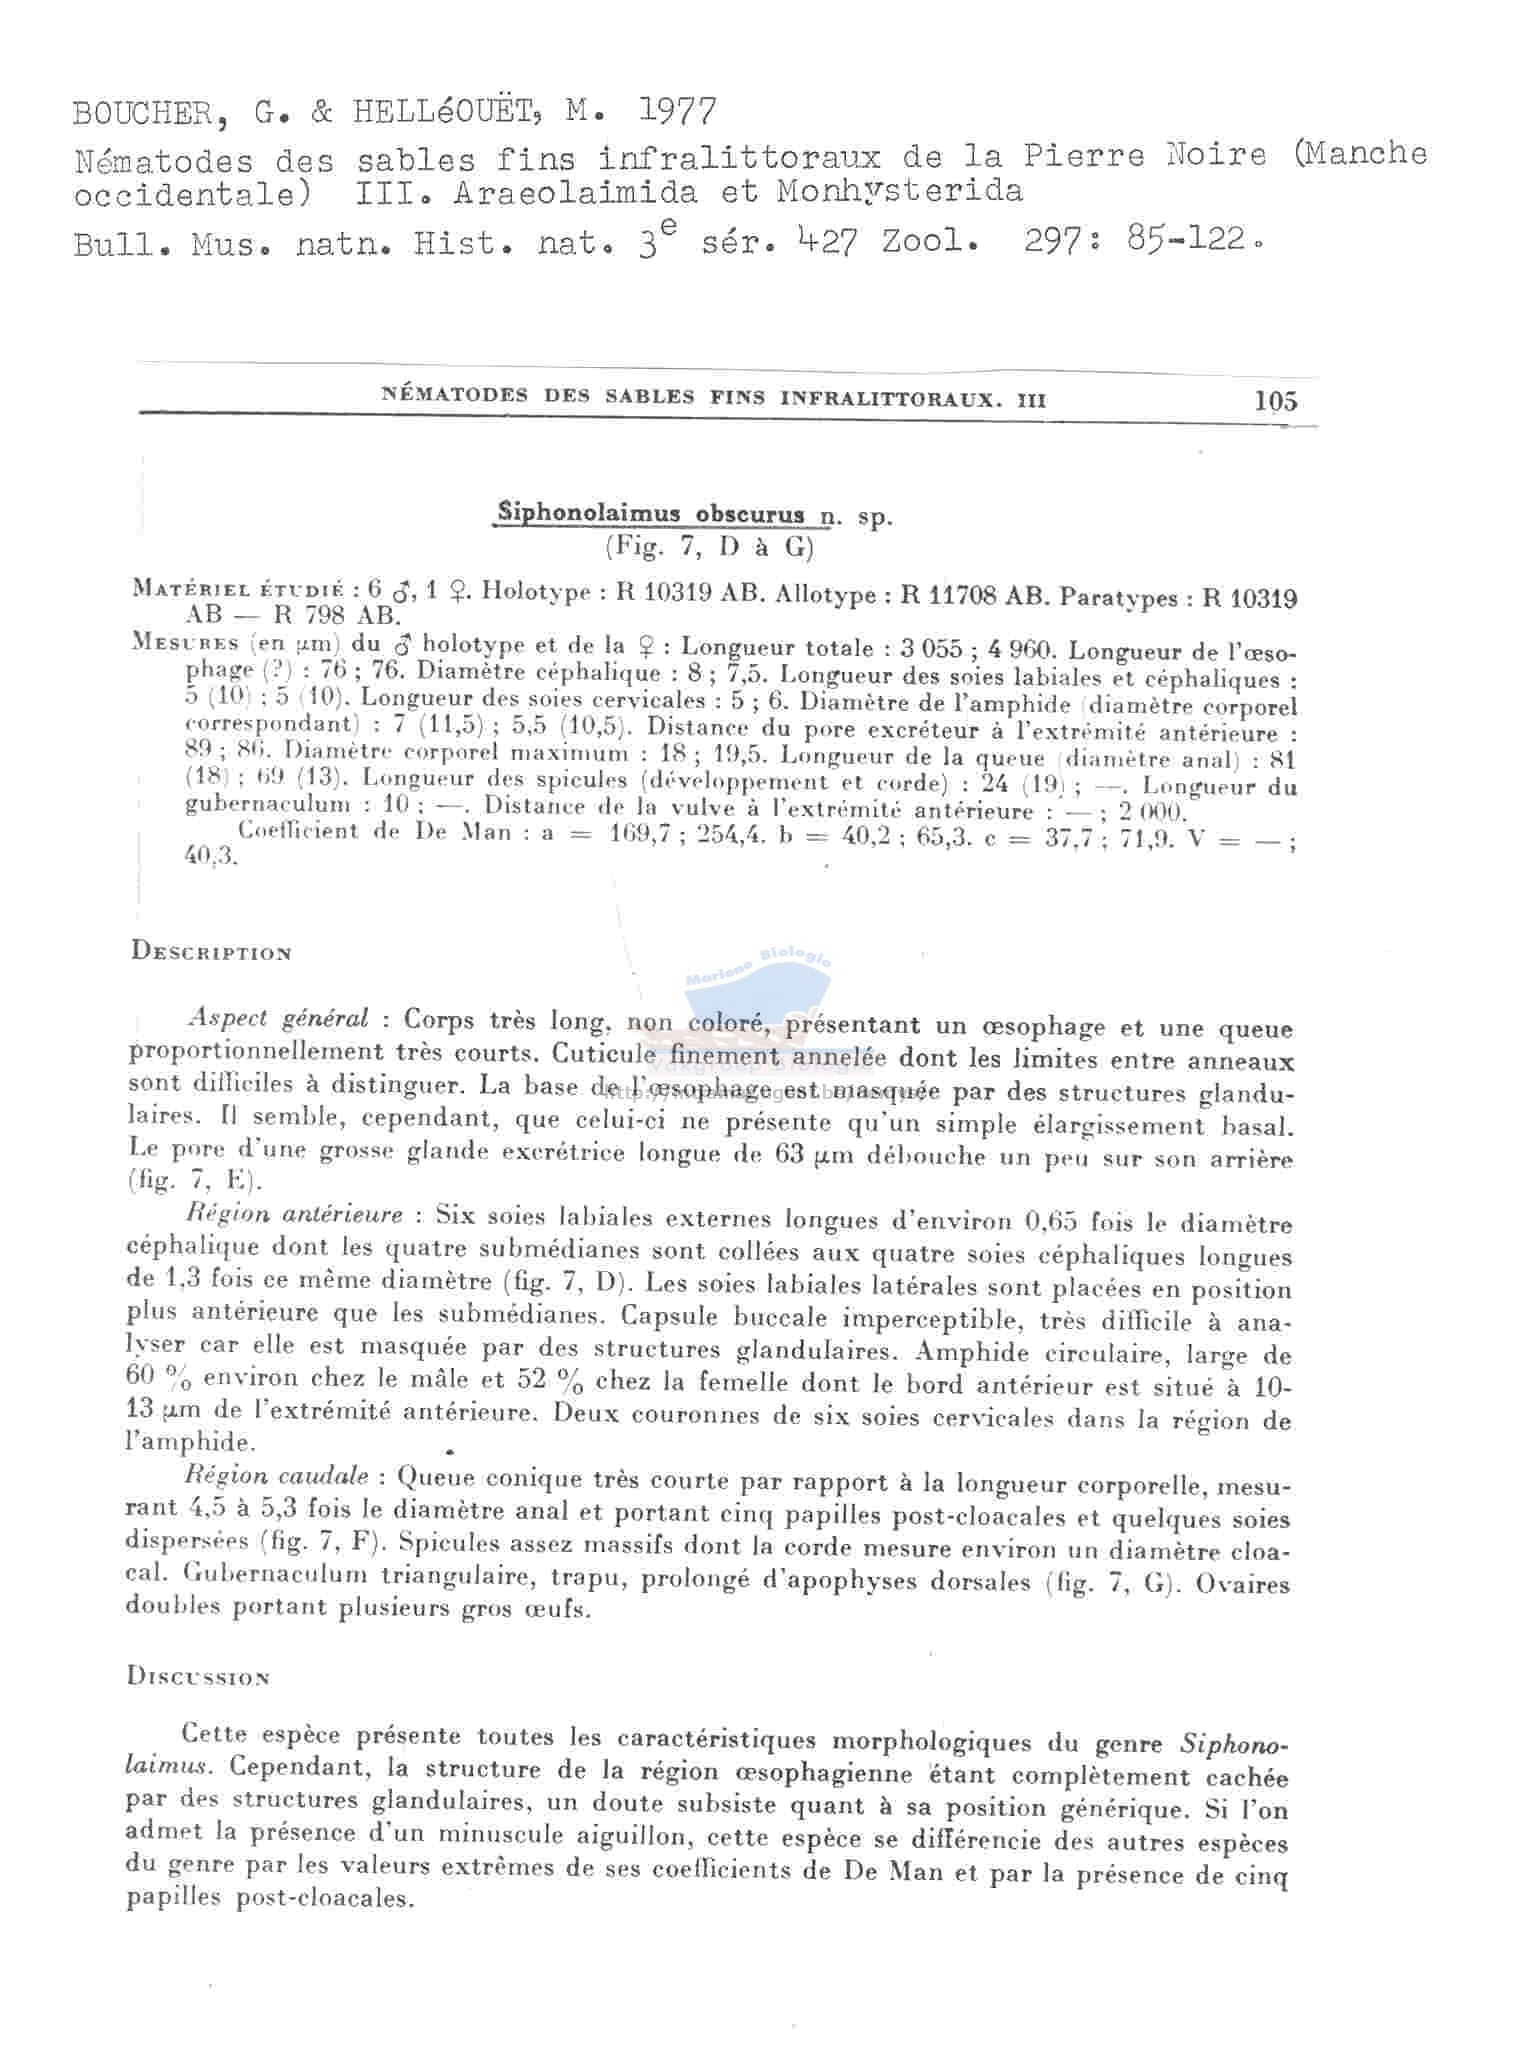 BOUCHER, G. & HELLéOUËT, M. 1977
Nématodes des sables fins infralittoraux de la Pierre Noire (Manche
occidentale) III. Araeolaimida et Monhysterida
Bull. Mus. natn. Hist. nat. 3e sér. 427 Zool. 297: 85-122.
NÉMATODES DES SABLES FINS INFRALITTORAUX. III 105
Siphonolaimus obscurus n. sp.
(Fig. 7, D à G)
MATÉRIEL ÉTUDIÉ : 6 ♂, 1 ♀. Holotype : R 10319 AB. Allotype : R 11708 AB. Paratypes : R 10319
AB — R 798 AB.
MESURES (en µm) du ♂ holotype et de la ♀ : Longueur totale : 3 055 ; 4 960. Longueur de l'œso-
phage (?) : 76 ; 76. Diamètre céphalique : 8 ; 7,5. Longueur des soies labiales et céphaliques :
5 (10) ; 5 (10). Longueur des soies cervicales : 5 ; 6. Diamètre de l'amphide (diamètre corporel
correspondant) : 7 (11,5) ; 5,5 (10,5). Distance du pore excréteur à l'extrémité antérieure :
89 ; 86. Diamètre corporel maximum : 18 ; 19,5. Longueur de la queue (diamètre anal) : 81
(18) ; 69 (13). Longueur des spicules (développement et corde) : 24 (19) ; —. Longueur du
gubernaculum : 10 ; —. Distance de la vulve à l'extrémité antérieure : — ; 2 000.
Coefficient de De Man : a = 169,7 ; 254,4. b = 40,2 ; 65,3. c = 37,7 ; 71,9. V = — ;
40,3.
Mariene Biologie
DESCRIPTION
Aspect général : Corps très long, non coloré, présentant un œsophage et une queue
proportionnellement très courts. Cuticule finement annelée dont les limites entre anneaux
Vakgroep Biologie
sont difficiles à distinguer. La base de l'œsophage est masquée par des structures glandu-
laires. Il semble, cependant, que celui-ci ne présente qu'un simple élargissement basal.
Le pore d'une grosse glande excrétrice longue de 63 µm débouche un peu sur son arrière
(fig. 7, E).
Région antérieure : Six soies labiales externes longues d'environ 0,65 fois le diamètre
céphalique dont les quatre submédianes sont collées aux quatre soies céphaliques longues
de 1,3 fois ce même diamètre (fig. 7, D). Les soies labiales latérales sont placées en position
plus antérieure que les submédianes. Capsule buccale imperceptible, très difficile à ana-
lyser car elle est masquée par des structures glandulaires. Amphide circulaire, large de
60 % environ chez le mâle et 52 % chez la femelle dont le bord antérieur est situé à 10-
13 µm de l'extrémité antérieure. Deux couronnes de six soies cervicales dans la région de
l'amphide.
Région caudale : Queue conique très courte par rapport à la longueur corporelle, mesu-
rant 4,5 à 5,3 fois le diamètre anal et portant cinq papilles post-cloacales et quelques soies
dispersées (fig. 7, F). Spicules assez massifs dont la corde mesure environ un diamètre cloa-
cal. Gubernaculum triangulaire, trapu, prolongé d'apophyses dorsales (fig. 7, G). Ovaires
doubles portant plusieurs gros œufs.
DISCUSSION
Cette espèce présente toutes les caractéristiques morphologiques du genre Siphono-
laimus. Cependant, la structure de la région œsophagienne étant complètement cachée
par des structures glandulaires, un doute subsiste quant à sa position générique. Si l'on
admet la présence d'un minuscule aiguillon, cette espèce se différencie des autres espèces
du genre par les valeurs extrêmes de ses coefficients de De Man et par la présence de cinq
papilles post-cloacales.